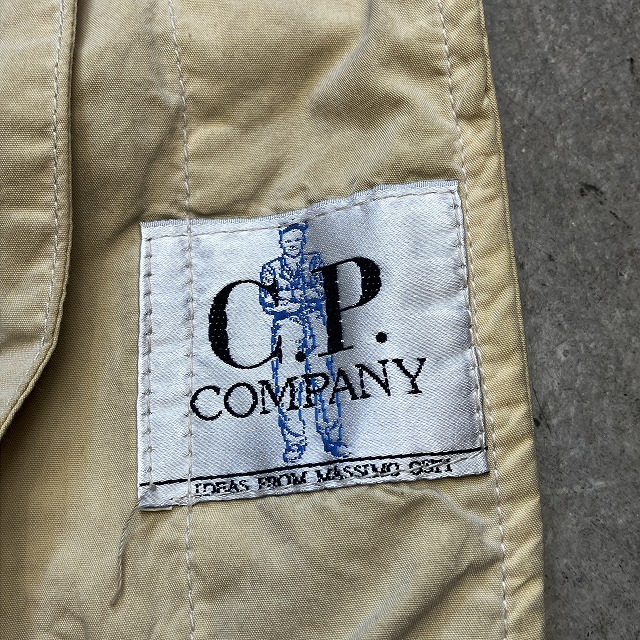 C.P.
COMPANY
IDEAS FROM MASSIMO OSTI